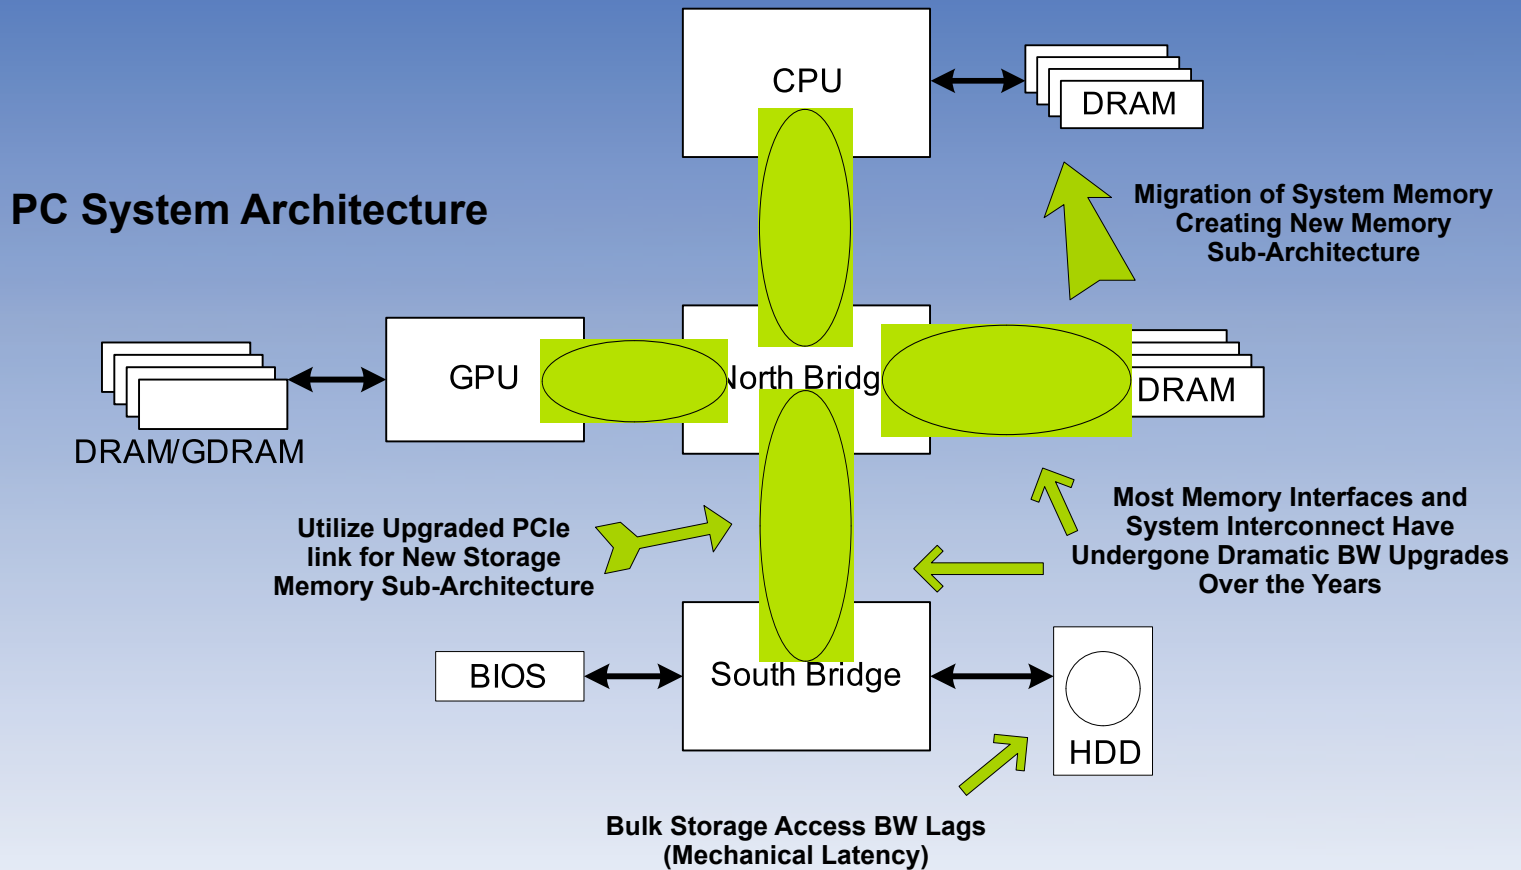 CPU
DRAM
PC System Architecture
Migration of System Memory
Creating New Memory
Sub-Architecture
GPU
North Bridg
DRAM
DRAM/GDRAM
Utilize Upgraded PCIe
link for New Storage
Memory Sub-Architecture
Most Memory Interfaces and
System Interconnect Have
Undergone Dramatic BW Upgrades
Over the Years
BIOS
South Bridge
HDD
Bulk Storage Access BW Lags
(Mechanical Latency)